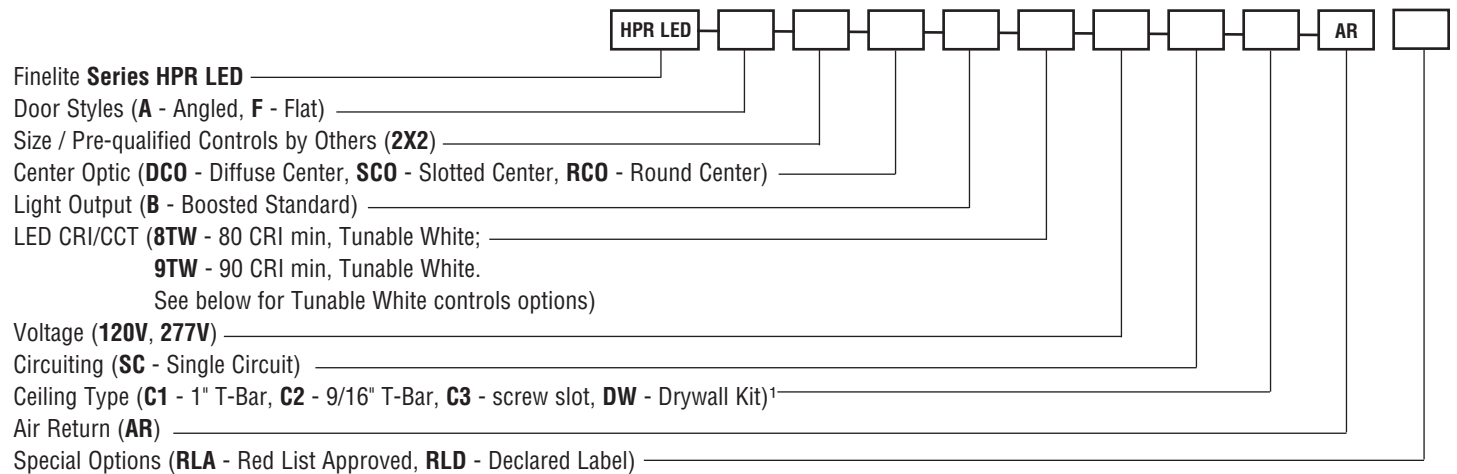 HPR LED AR
Finelite Series HPR LED
Door Styles (A - Angled, F - Flat)
Size / Pre-qualified Controls by Others (2X2)
Center Optic (DCO - Diffuse Center, SCO - Slotted Center, RCO - Round Center)
Light Output (B - Boosted Standard)
LED CRI/CCT (8TW - 80 CRI min, Tunable White;
9TW - 90 CRI min, Tunable White.
See below for Tunable White controls options)
Voltage (120V, 277V)
Circuiting (SC - Single Circuit)
Ceiling Type (C1 - 1" T-Bar, C2 - 9/16" T-Bar, C3 - screw slot, DW - Drywall Kit)¹
Air Return (AR)
Special Options (RLA - Red List Approved, RLD - Declared Label)